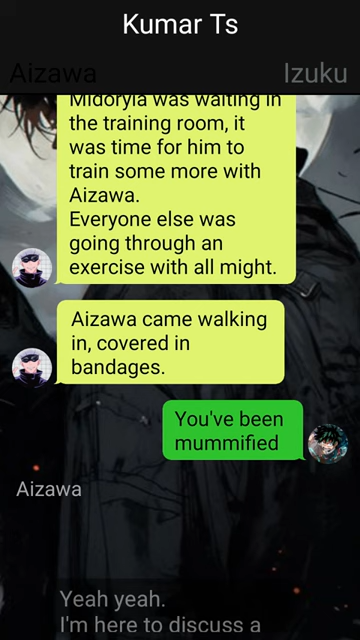 Kumar Ts
Aizawa
Izuku
Midoryia was waiting in
the training room, it
was time for him to
train some more with
Aizawa.
Everyone else was
going through an
exercise with all might.
Aizawa came walking
in, covered in
bandages.
You've been
mummified
Aizawa
Yeah yeah.
I'm here to discuss a